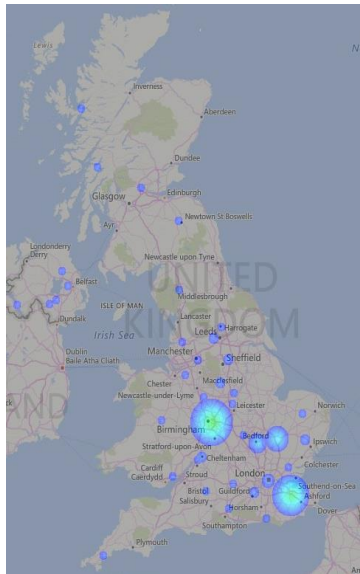 Lewis
N
Inverness
Aberdeen
Dundee
Glasgow
Edinburgh
Newtown St Boswells
Ayr
Newcastle upon Tyne
Londonderry
Derry
Belfast
UNITED
KINGDOM
Middlesbrough
ISLE OF MAN
Dundalk
Lancaster
Irish Sea
Harrogate
Leeds
Dublin
Baile Átha Cliath
Manchester
Sheffield
Chester
Macclesfield
Newcastle-under-Lyme
AND
Leicester
Norwich
Birmingham
Bedford
Stratford-upon-Avon
Ipswich
Cheltenham
Colchester
Cardiff
Caerdydd
Stroud
London
Southend-on-Sea
Bristol
Guildford
Ashford
Salisbury
Horsham
Dover
Southampton
Plymouth
An